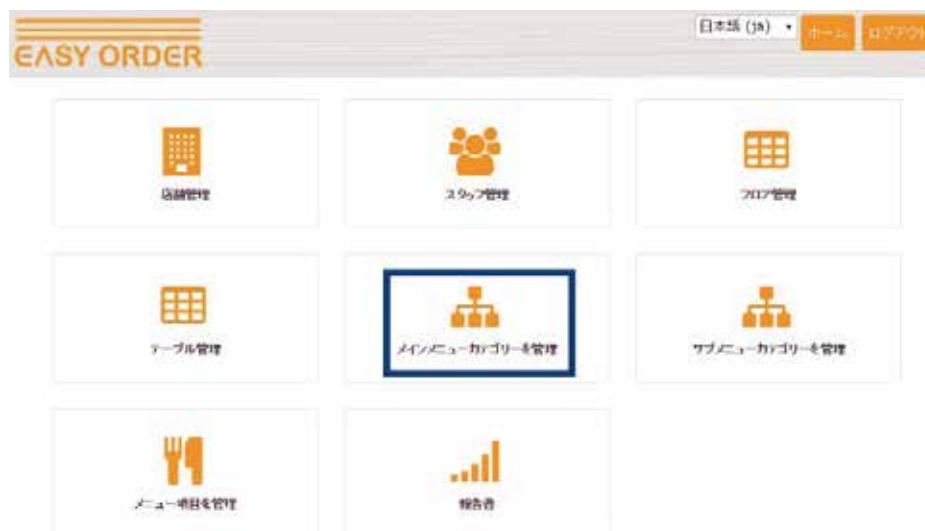 EASY ORDER
日本語 (ja)
ホーム
ログアウト
店舗管理
スタッフ管理
フロア管理
テーブル管理
メインメニューカテゴリーを管理
サブメニューカテゴリーを管理
メニュー項目を管理
報告書